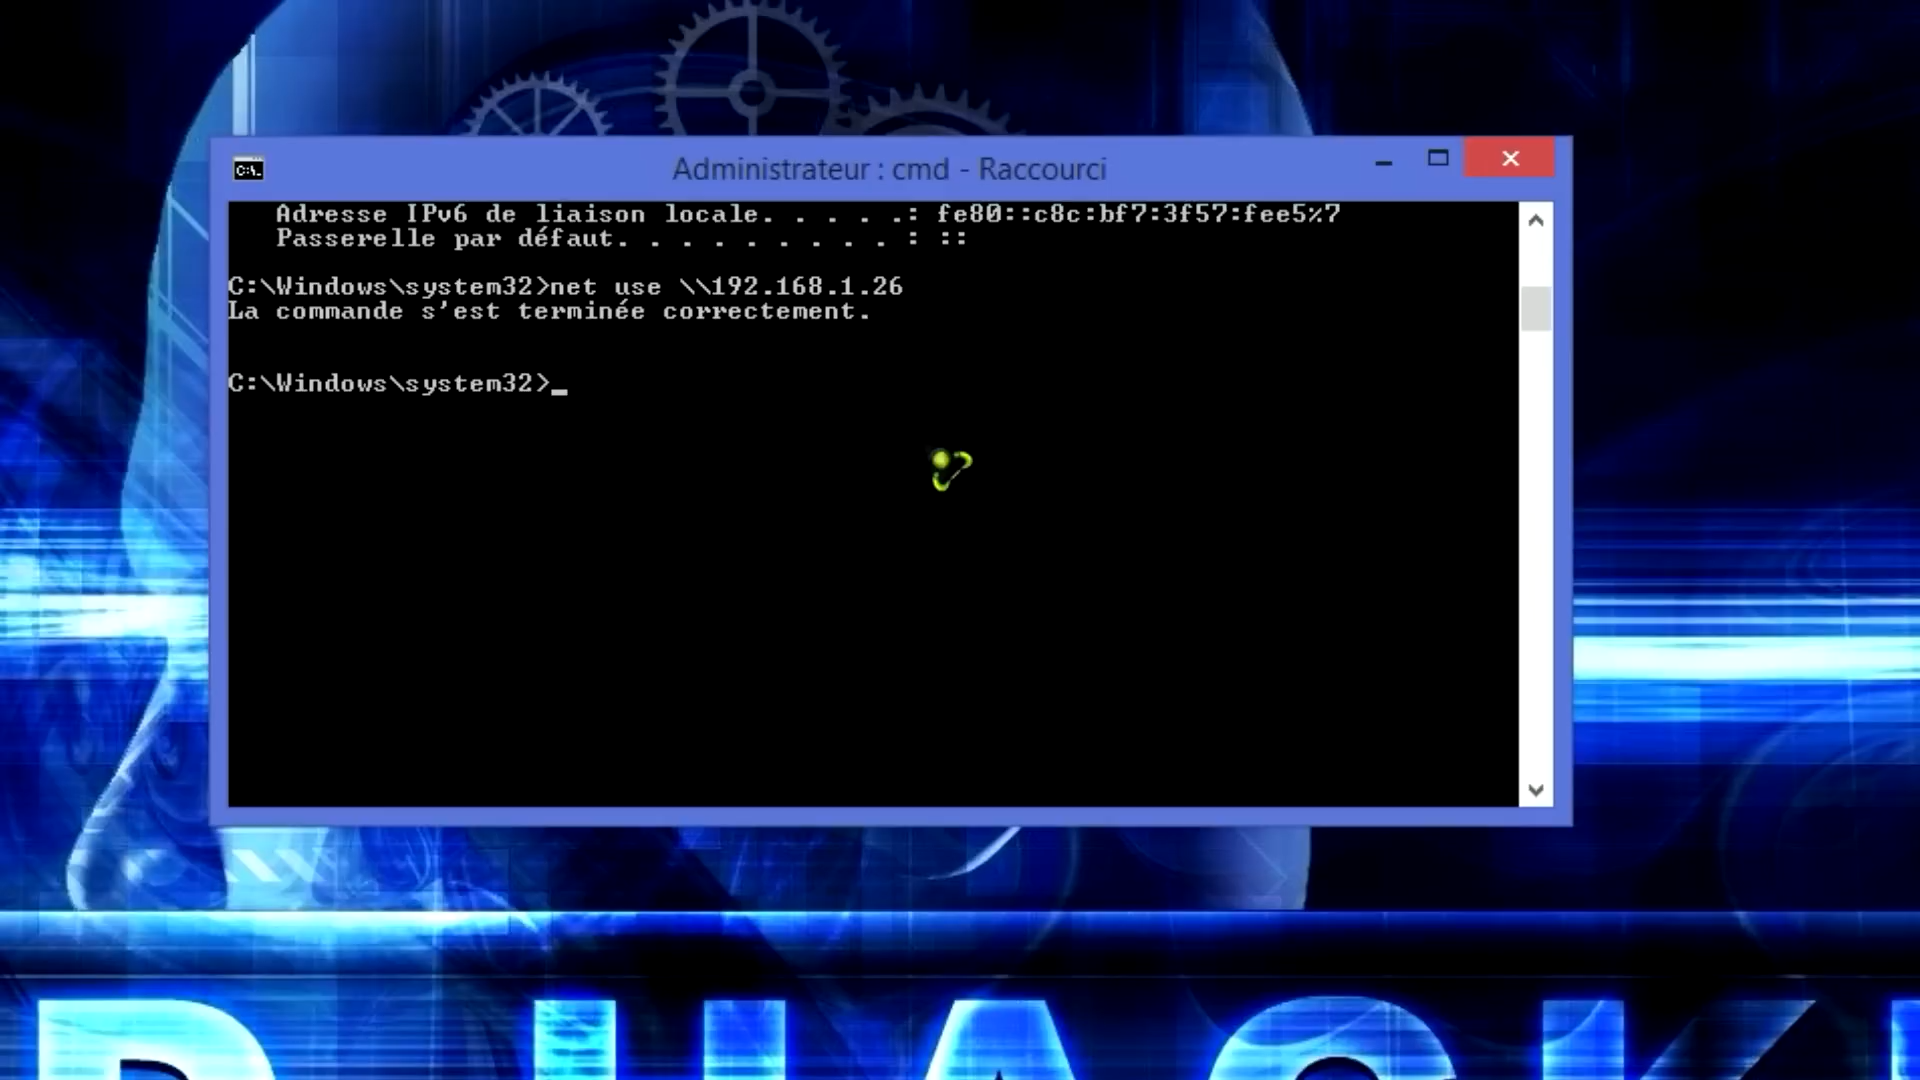 C:\.
Administrateur : cmd - Raccourci
Adresse IPv6 de liaison locale. . . . .: fe80::c8c:bf7:3f57:fee5%7
Passerelle par défaut. . . . . . . . . : ::
C:\Windows\system32>net use \\192.168.1.26
La commande s'est terminée correctement.
C:\Windows\system32>_
HACK